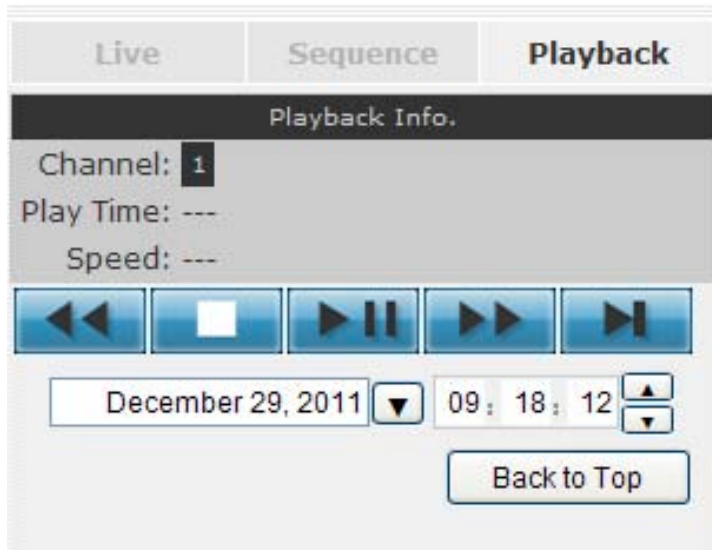 Live Sequence Playback
Playback Info.
Channel: 1
Play Time: ---
Speed: ---
December 29, 2011 09 : 18 : 12
Back to Top